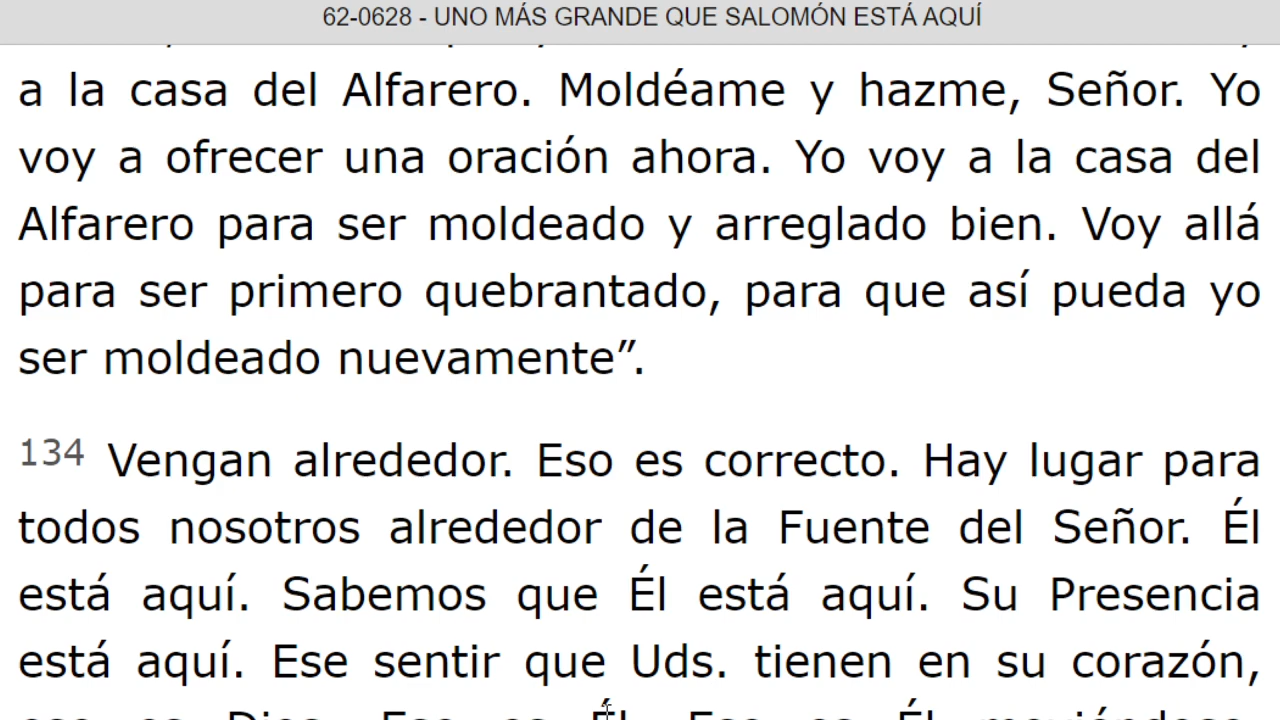 62-0628 - UNO MÁS GRANDE QUE SALOMÓN ESTÁ AQUÍ
a la casa del Alfarero. Moldéame y hazme, Señor. Yo
voy a ofrecer una oración ahora. Yo voy a la casa del
Alfarero para ser moldeado y arreglado bien. Voy allá
para ser primero quebrantado, para que así pueda yo
ser moldeado nuevamente”.
134 Vengan alrededor. Eso es correcto. Hay lugar para
todos nosotros alrededor de la Fuente del Señor. Él
está aquí. Sabemos que Él está aquí. Su Presencia
está aquí. Ese sentir que Uds. tienen en su corazón,